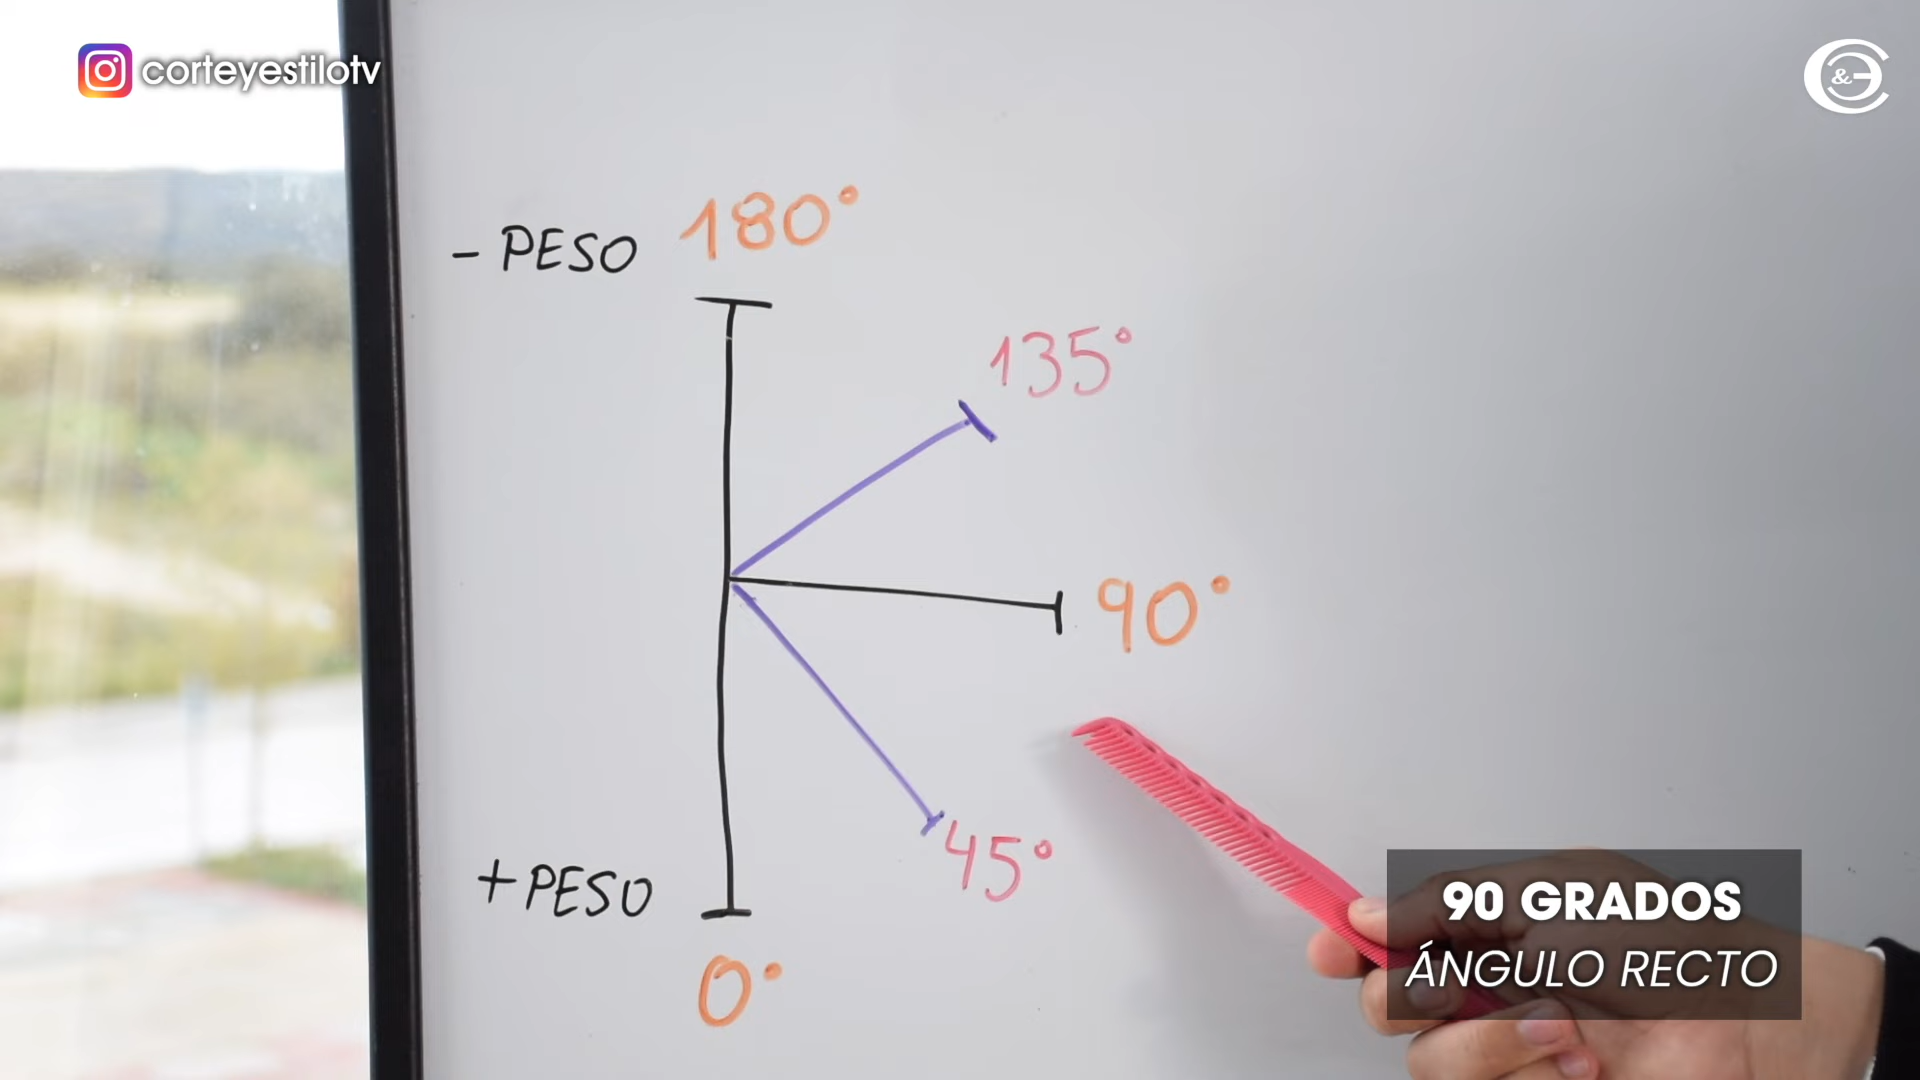 corteyestilotv
C&E
- PESO 180°
135°
90°
45°
+ PESO
0°
90 GRADOS
ÁNGULO RECTO